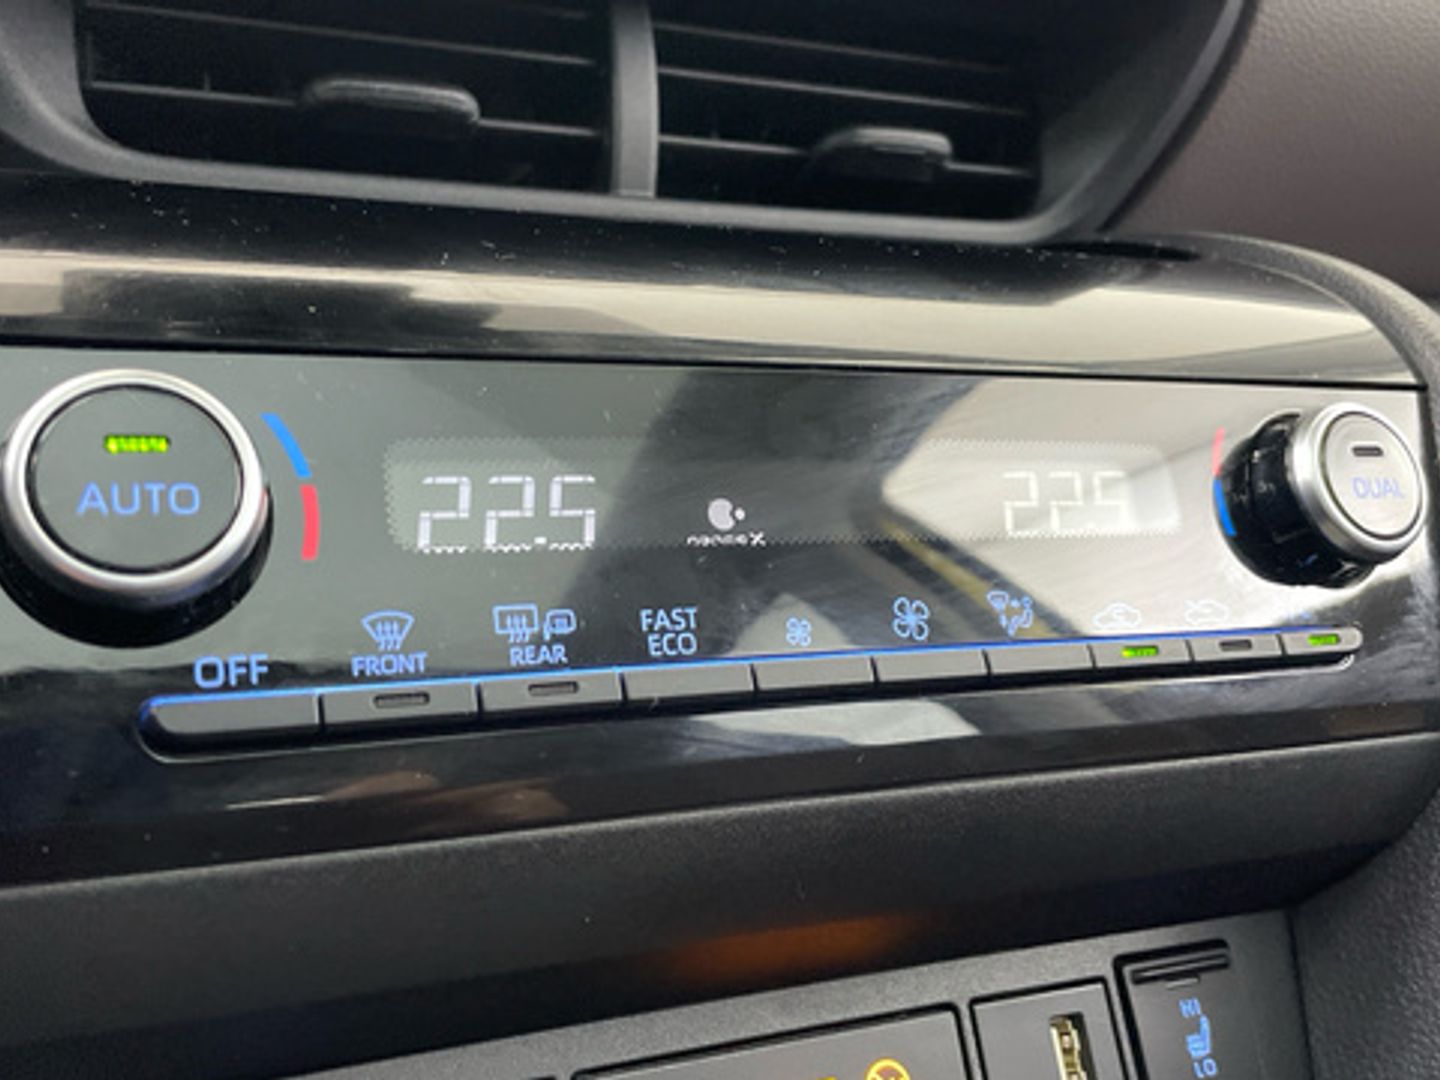 AUTO
22.5
nanoe X
22.5
DUAL
OFF
FRONT
REAR
FAST
ECO
HI
LO